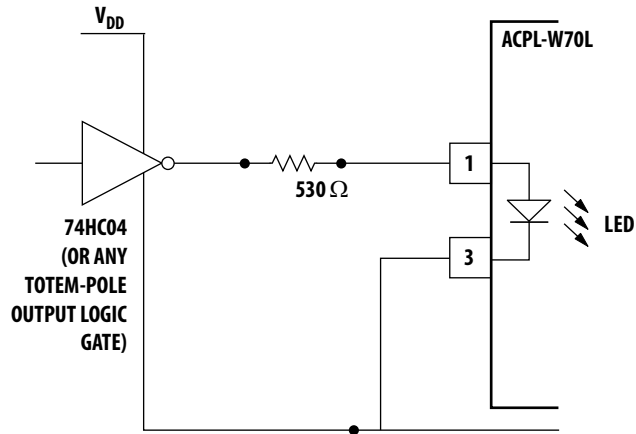 V_DD
ACPL-W70L
1
530 Ω
74HC04
(OR ANY
TOTEM-POLE
OUTPUT LOGIC
GATE)
3
LED